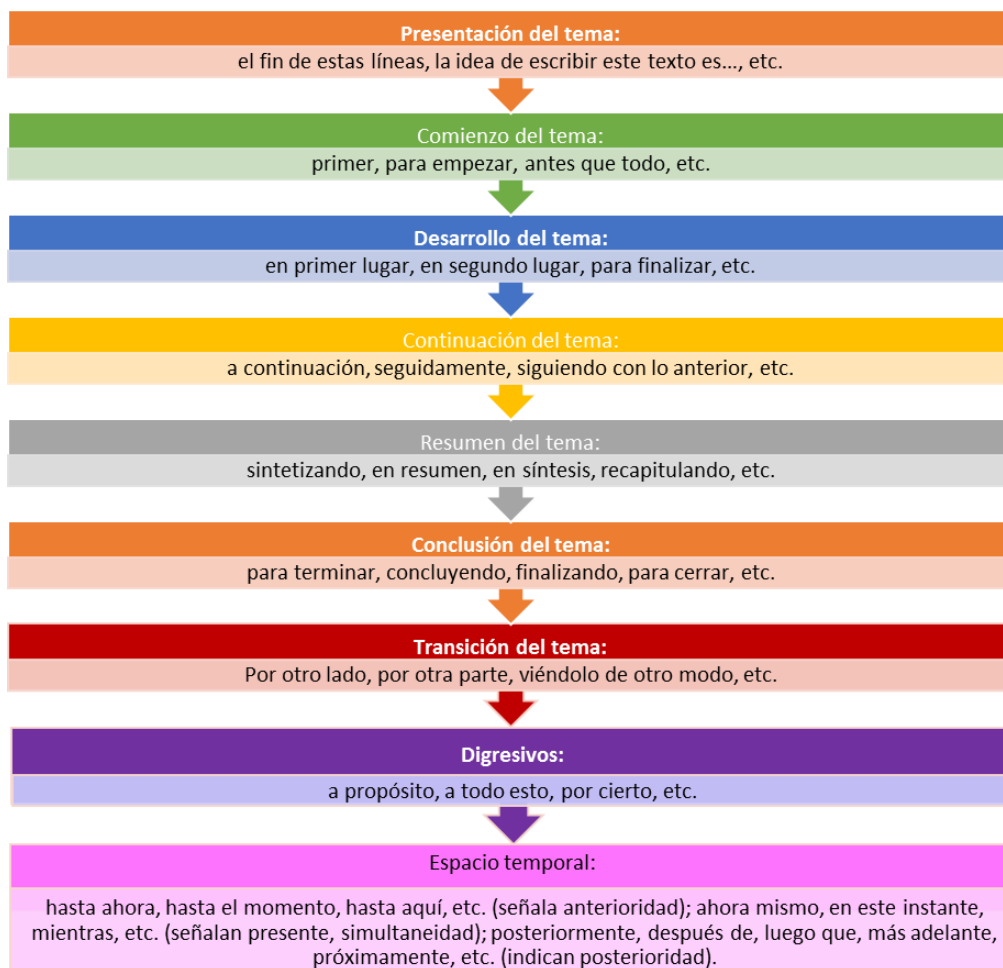 Presentación del tema:
el fin de estas líneas, la idea de escribir este texto es..., etc.
Comienzo del tema:
primer, para empezar, antes que todo, etc.
Desarrollo del tema:
en primer lugar, en segundo lugar, para finalizar, etc.
Continuación del tema:
a continuación, seguidamente, siguiendo con lo anterior, etc.
Resumen del tema:
sintetizando, en resumen, en síntesis, recapitulando, etc.
Conclusión del tema:
para terminar, concluyendo, finalizando, para cerrar, etc.
Transición del tema:
Por otro lado, por otra parte, viéndolo de otro modo, etc.
Digresivos:
a propósito, a todo esto, por cierto, etc.
Espacio temporal:
hasta ahora, hasta el momento, hasta aquí, etc. (señala anterioridad); ahora mismo, en este instante,
mientras, etc. (señalan presente, simultaneidad); posteriormente, después de, luego que, más adelante,
próximamente, etc. (indican posterioridad).